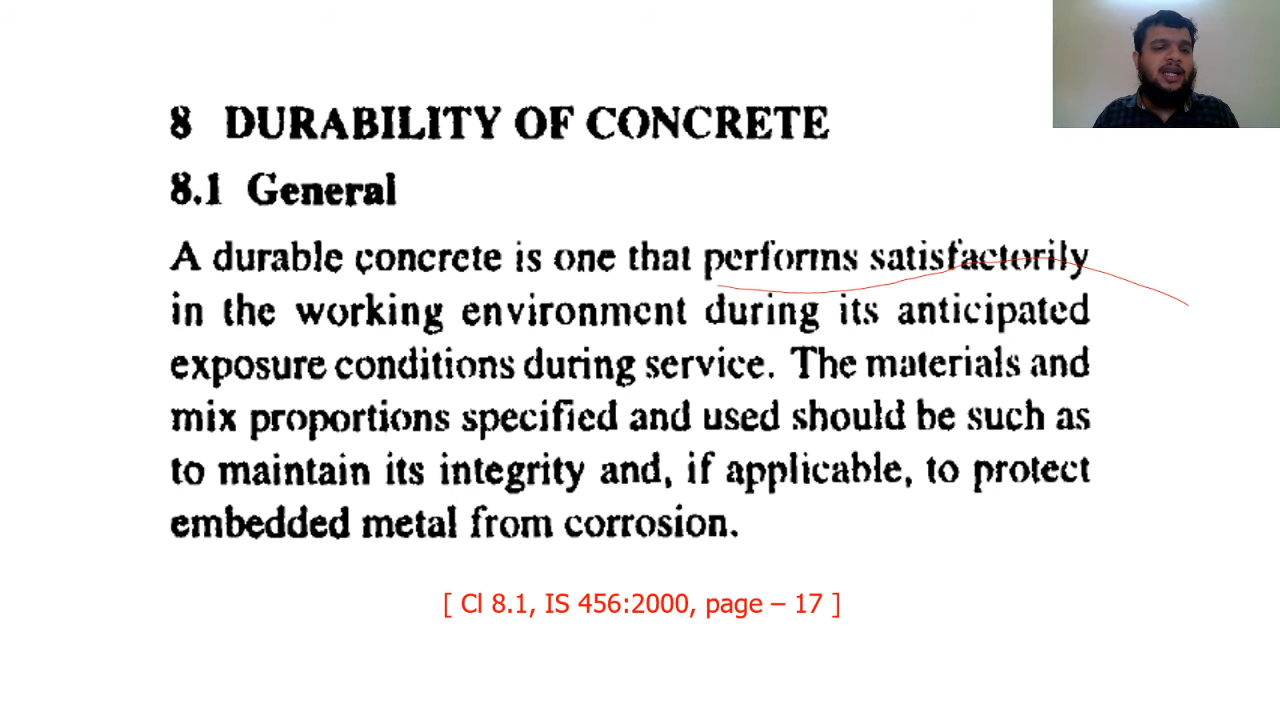 8 DURABILITY OF CONCRETE
8.1 General
A durable concrete is one that performs satisfactorily
in the working environment during its anticipated
exposure conditions during service. The materials and
mix proportions specified and used should be such as
to maintain its integrity and, if applicable, to protect
embedded metal from corrosion.
[ Cl 8.1, IS 456:2000, page – 17 ]